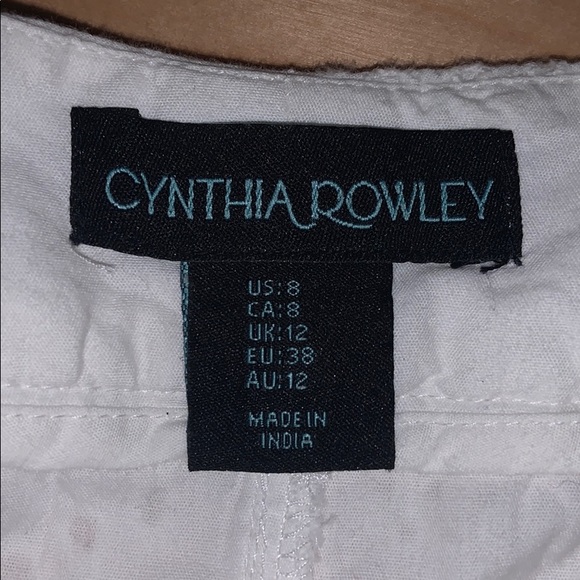 CYNTHIA ROWLEY
US:8
CA:8
UK:12
EU:38
AU:12
MADE IN
INDIA